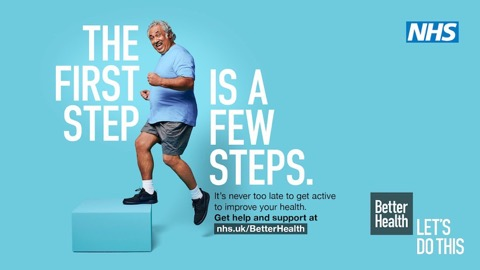 THE
FIRST
STEP
IS A
FEW
STEPS.
It's never too late to get active
to improve your health.
Get help and support at
nhs.uk/BetterHealth
NHS
Better
Health
LET'S
DO THIS